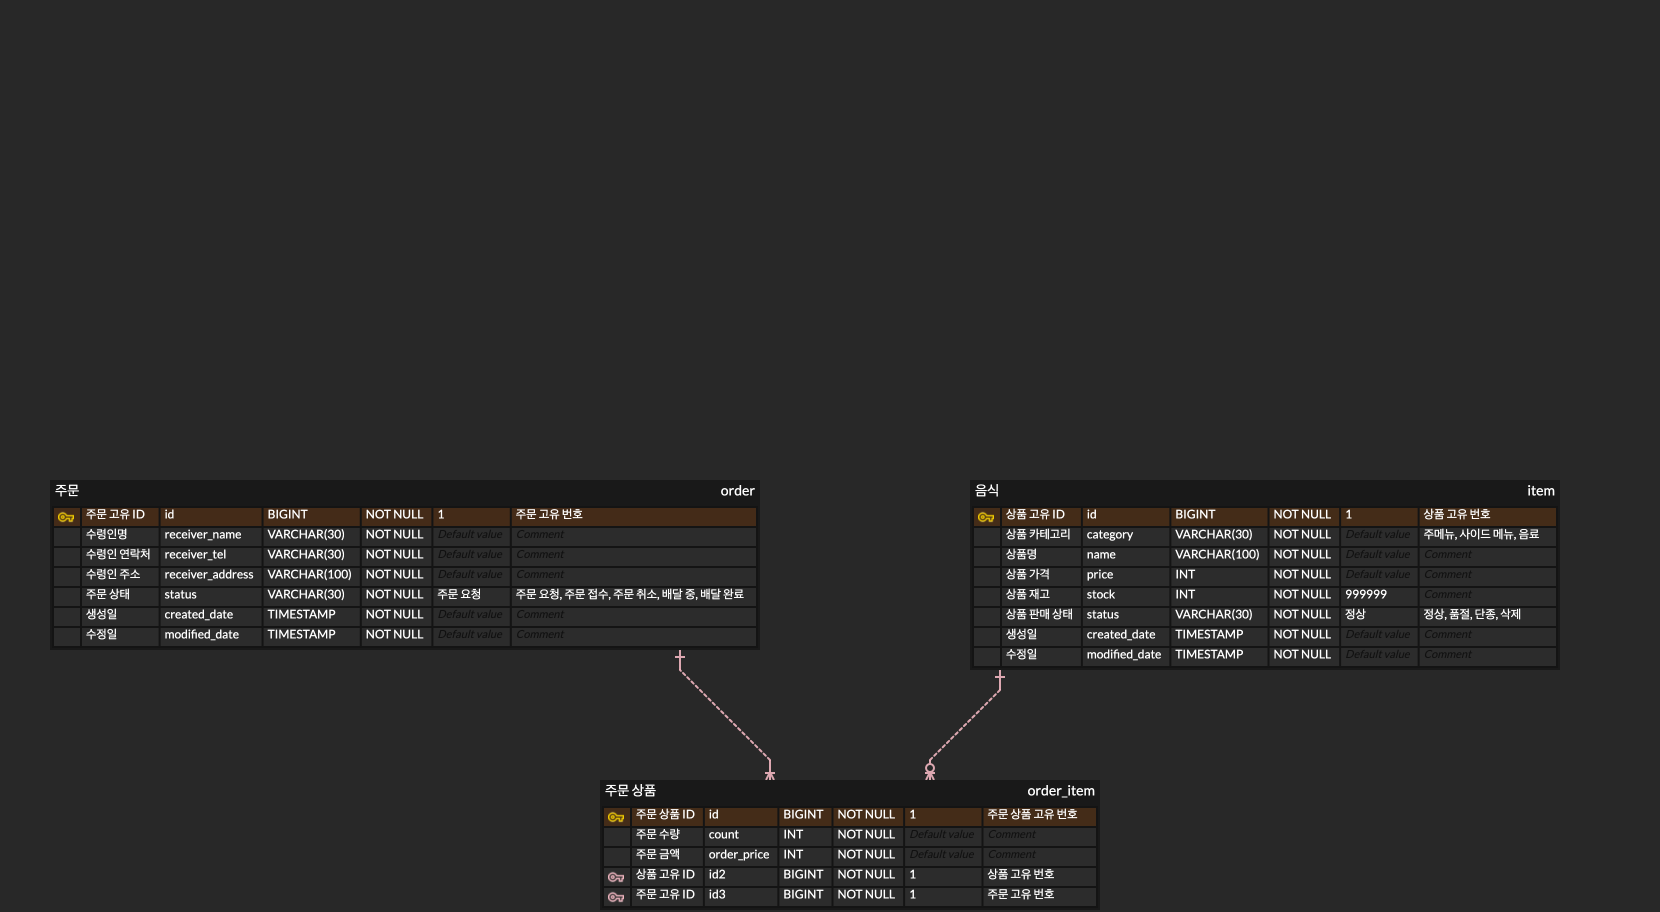 주문 order
주문 고유 ID id BIGINT NOT NULL 1 주문 고유 번호
수령인명 receiver_name VARCHAR(30) NOT NULL Default value Comment
수령인 연락처 receiver_tel VARCHAR(30) NOT NULL Default value Comment
수령인 주소 receiver_address VARCHAR(100) NOT NULL Default value Comment
주문 상태 status VARCHAR(30) NOT NULL 주문 요청 주문 요청, 주문 접수, 주문 취소, 배달 중, 배달 완료
생성일 created_date TIMESTAMP NOT NULL Default value Comment
수정일 modified_date TIMESTAMP NOT NULL Default value Comment
음식 item
상품 고유 ID id BIGINT NOT NULL 1 상품 고유 번호
상품 카테고리 category VARCHAR(30) NOT NULL Default value 주메뉴, 사이드 메뉴, 음료
상품명 name VARCHAR(100) NOT NULL Default value Comment
상품 가격 price INT NOT NULL Default value Comment
상품 재고 stock INT NOT NULL 999999 Comment
상품 판매 상태 status VARCHAR(30) NOT NULL 정상 정상, 품절, 단종, 삭제
생성일 created_date TIMESTAMP NOT NULL Default value Comment
수정일 modified_date TIMESTAMP NOT NULL Default value Comment
주문 상품 order_item
주문 상품 ID id BIGINT NOT NULL 1 주문 상품 고유 번호
주문 수량 count INT NOT NULL Default value Comment
주문 금액 order_price INT NOT NULL Default value Comment
상품 고유 ID id2 BIGINT NOT NULL 1 상품 고유 번호
주문 고유 ID id3 BIGINT NOT NULL 1 주문 고유 번호